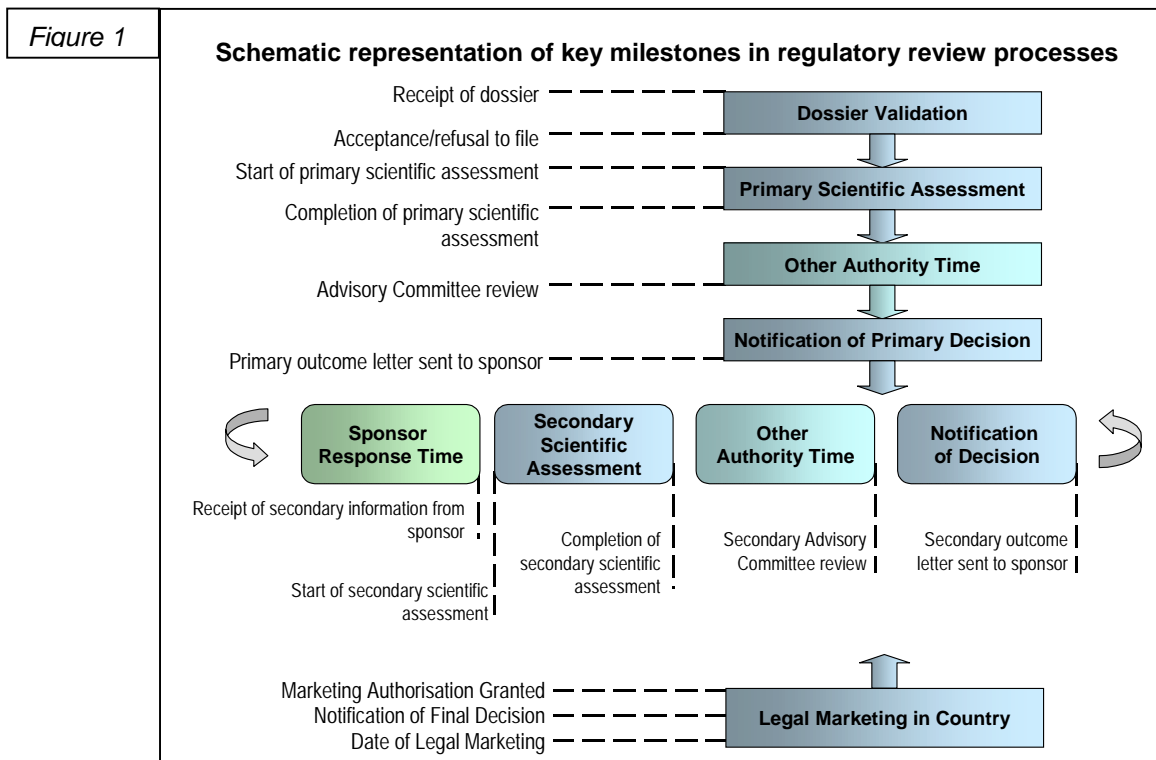 Figure 1
Schematic representation of key milestones in regulatory review processes
Receipt of dossier
Dossier Validation
Acceptance/refusal to file
Start of primary scientific assessment
Primary Scientific Assessment
Completion of primary scientific
assessment
Other Authority Time
Advisory Committee review
Notification of Primary Decision
Primary outcome letter sent to sponsor
Sponsor
Response Time
Secondary
Scientific
Assessment
Other
Authority Time
Notification
of Decision
Receipt of secondary information from
sponsor
Start of secondary scientific
assessment
Completion of
secondary scientific
assessment
Secondary Advisory
Committee review
Secondary outcome
letter sent to sponsor
Marketing Authorisation Granted
Notification of Final Decision
Date of Legal Marketing
Legal Marketing in Country